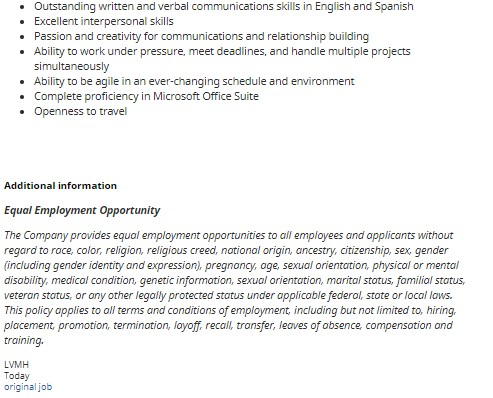 Outstanding written and verbal communications skills in English and Spanish
Excellent interpersonal skills
Passion and creativity for communications and relationship building
Ability to work under pressure, meet deadlines, and handle multiple projects
simultaneously
Ability to be agile in an ever-changing schedule and environment
Complete proficiency in Microsoft Office Suite
Openness to travel
Additional information
Equal Employment Opportunity
The Company provides equal employment opportunities to all employees and applicants without
regard to race, color, religion, religious creed, national origin, ancestry, citizenship, sex, gender
(including gender identity and expression), pregnancy, age, sexual orientation, physical or mental
disability, medical condition, genetic information, sexual orientation, marital status, familial status,
veteran status, or any other legally protected status under applicable federal, state or local laws.
This policy applies to all terms and conditions of employment, including but not limited to, hiring,
placement, promotion, termination, layoff, recall, transfer, leaves of absence, compensation and
training.
LVMH
Today
original job